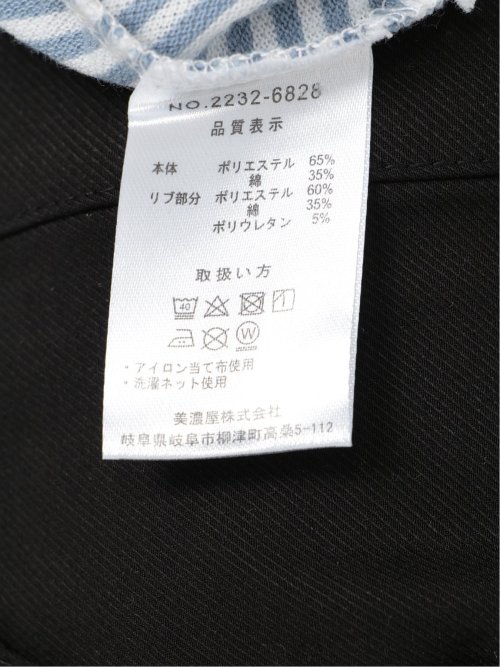 NO.2232-6828
品質表示
本体 ポリエステル 65%
綿 35%
リブ部分 ポリエステル 60%
綿 35%
ポリウレタン 5%
取扱い方
40
W
・アイロン当て布使用
・洗濯ネット使用
美濃屋株式会社
岐阜県岐阜市柳津町高桑5-112